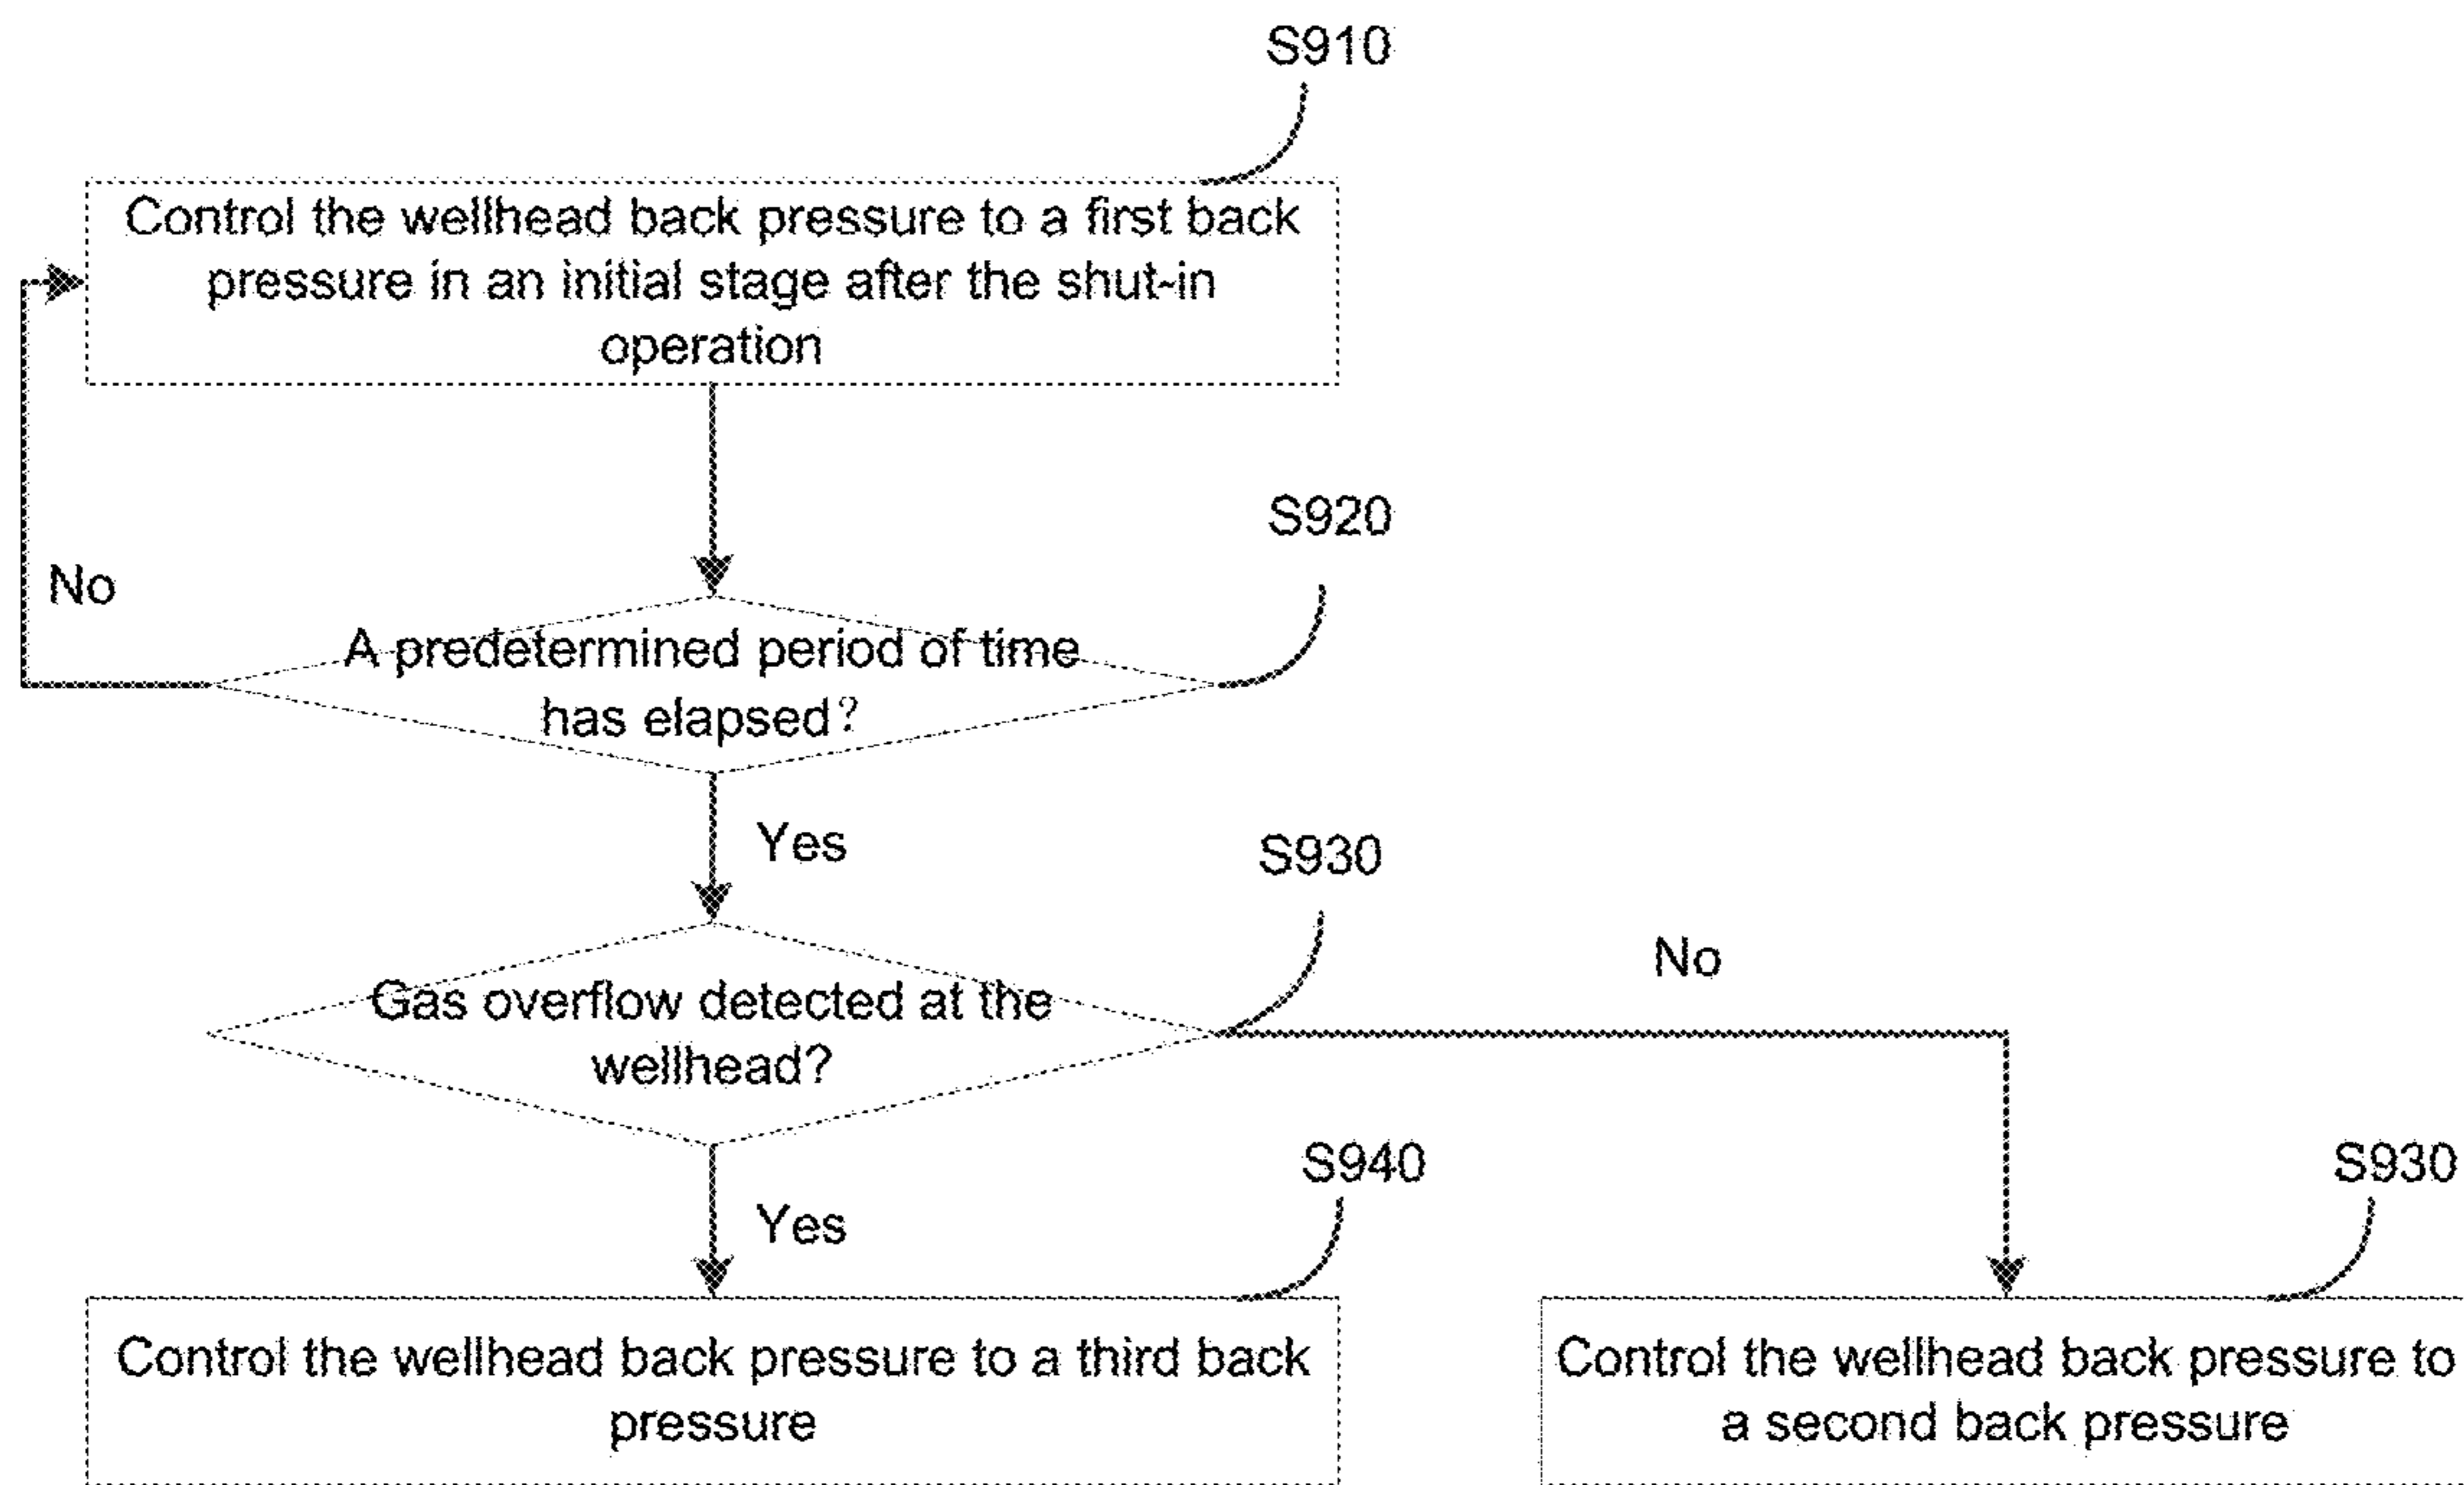 S910
Control the wellhead back pressure to a first back
pressure in an initial stage after the shut-in
operation
S920
No
A predetermined period of time
has elapsed?
Yes
S930
No
Gas overflow detected at the
wellhead?
S940
S930
Yes
Control the wellhead back pressure to a third back
pressure
Control the wellhead back pressure to
a second back pressure